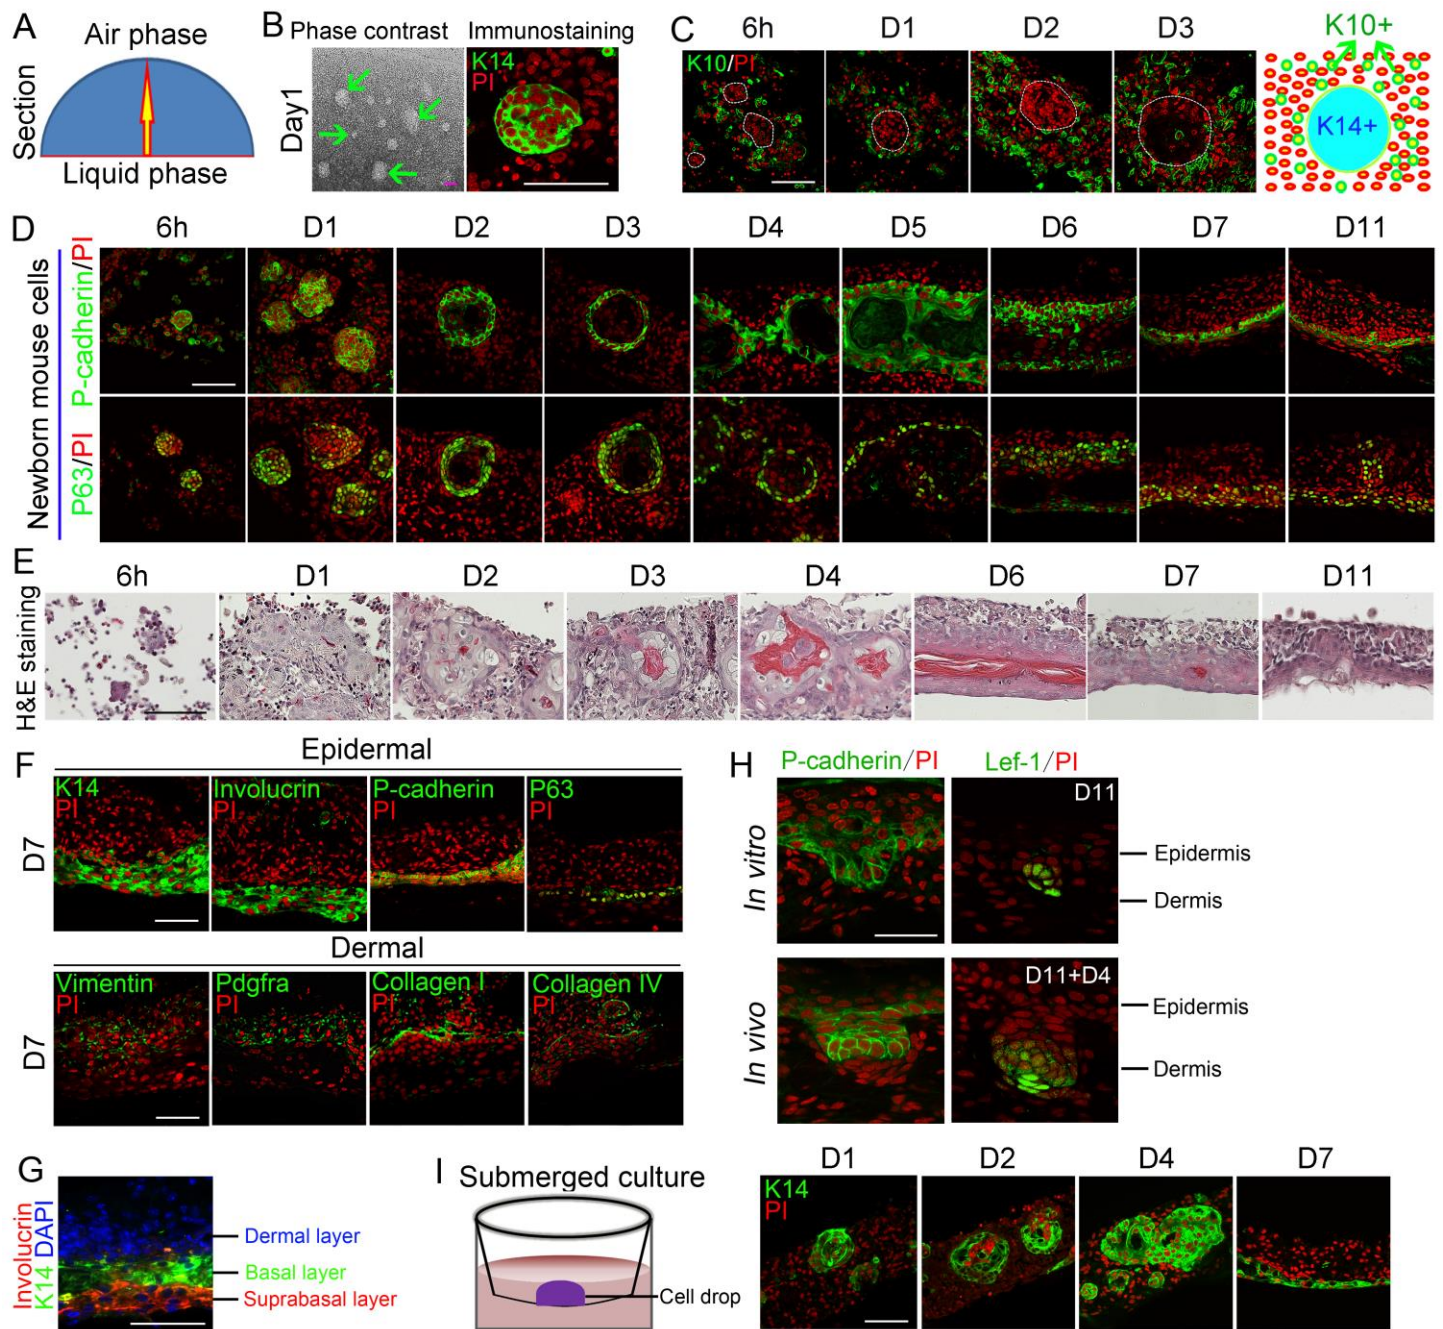 A
Air phase
Section
Liquid phase
B
Phase contrast
Immunostaining
Day1
K14
PI
C
6h
D1
D2
D3
K10/PI
K10+
K14+
D
6h
D1
D2
D3
D4
D5
D6
D7
D11
Newborn mouse cells
P-cadherin/PI
P63/PI
E
6h
D1
D2
D3
D4
D6
D7
D11
H&E staining
F
Epidermal
D7
K14
PI
Involucrin
PI
P-cadherin
PI
P63
PI
Dermal
D7
Vimentin
PI
Pdgfra
PI
Collagen I
PI
Collagen IV
PI
H
P-cadherin/PI
Lef-1/PI
In vitro
D11
Epidermis
Dermis
In vivo
D11+D4
Epidermis
Dermis
G
Involucrin
K14 DAPI
Dermal layer
Basal layer
Suprabasal layer
I
Submerged culture
Cell drop
D1
D2
D4
D7
K14
PI